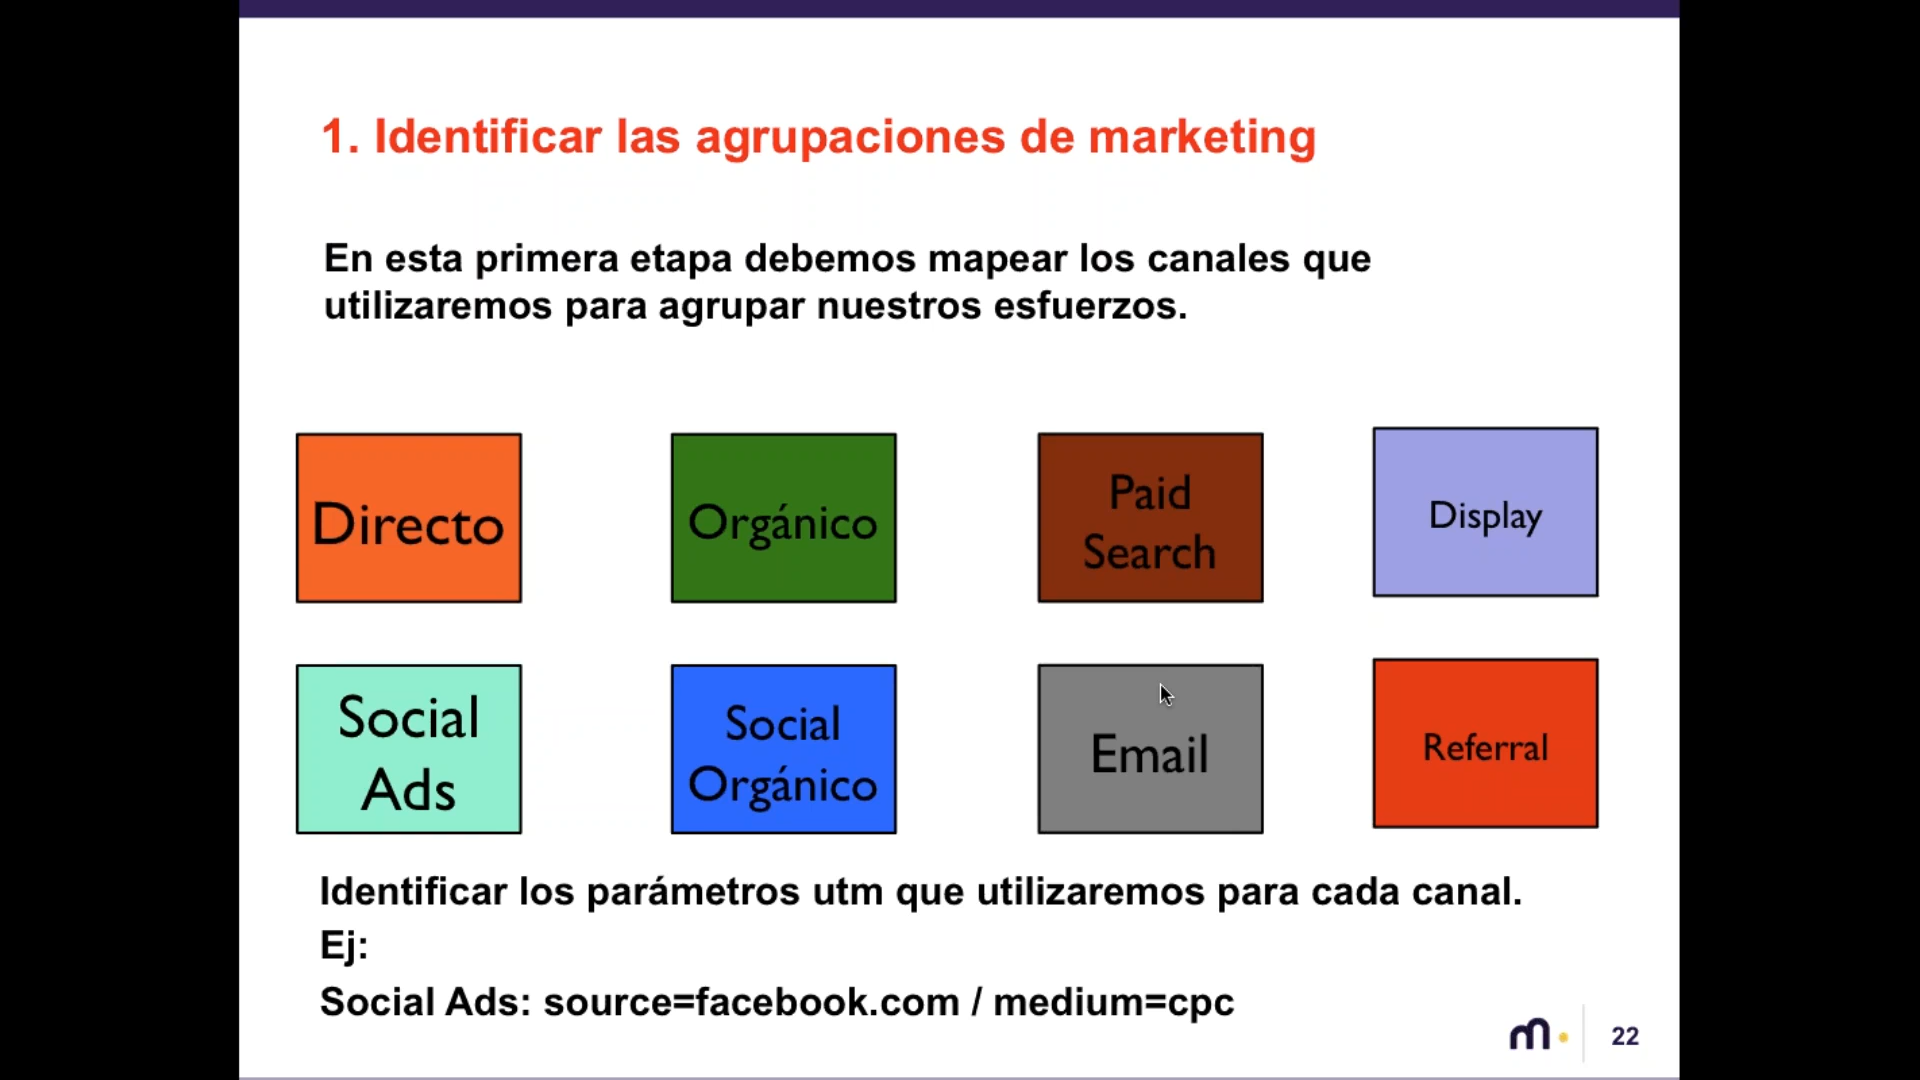 1. Identificar las agrupaciones de marketing
En esta primera etapa debemos mapear los canales que
utilizaremos para agrupar nuestros esfuerzos.
Directo
Orgánico
Paid
Search
Display
Social
Ads
Social
Orgánico
Email
Referral
Identificar los parámetros utm que utilizaremos para cada canal.
Ej:
Social Ads: source=facebook.com / medium=cpc
m.
22